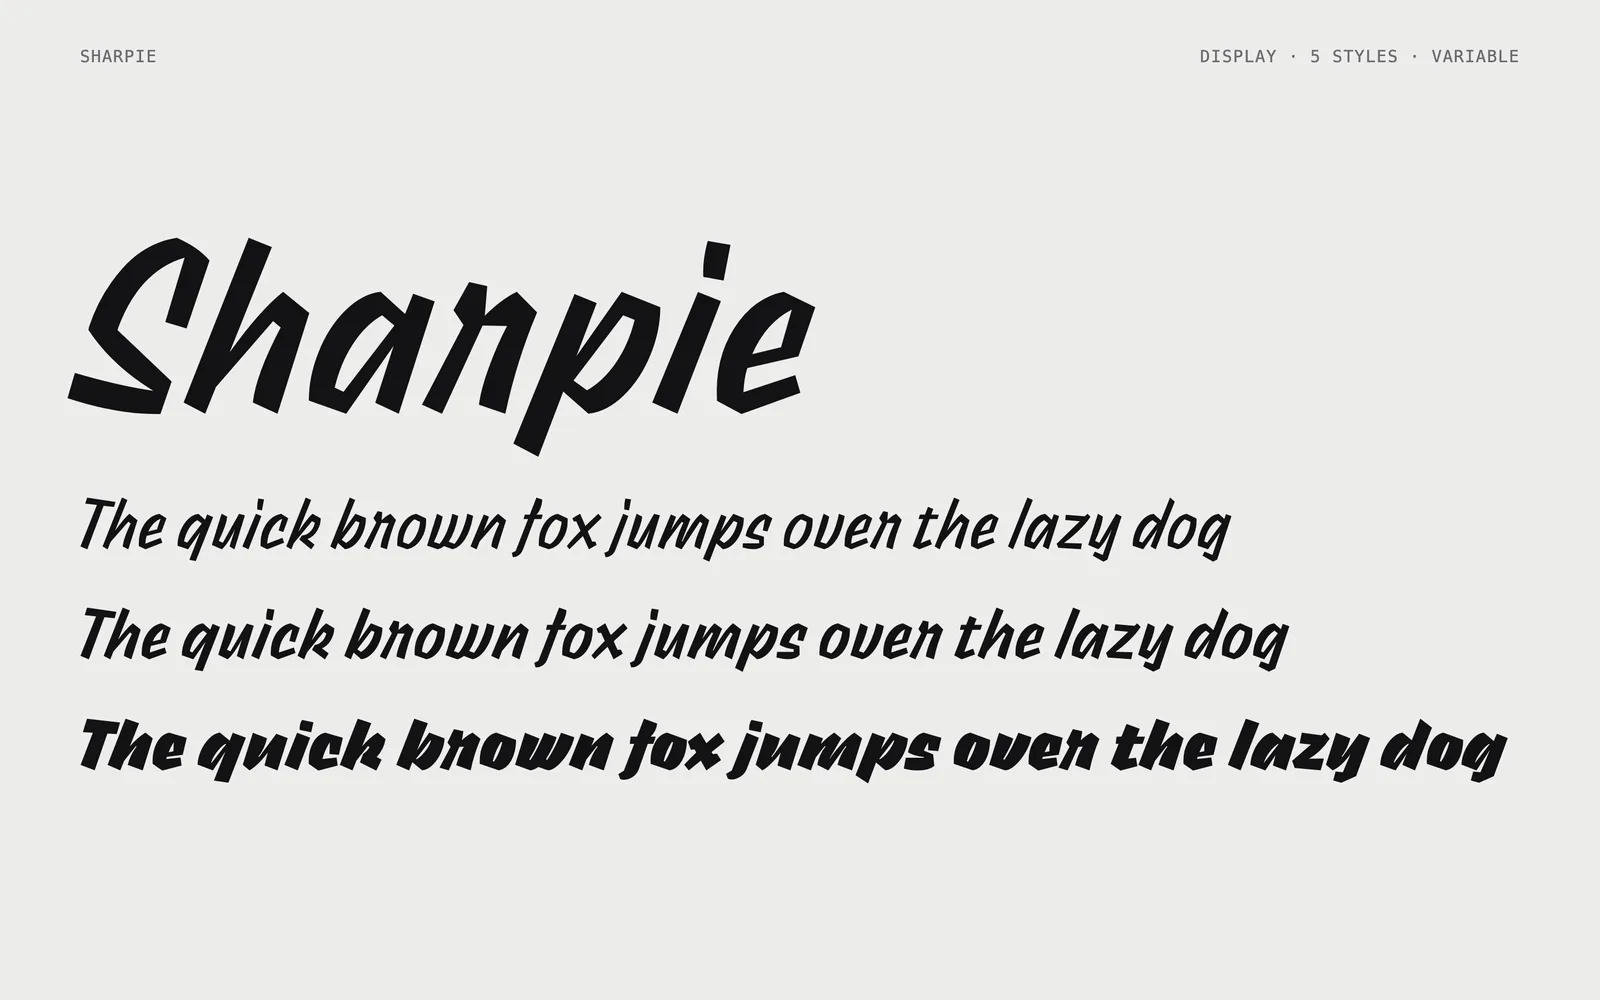 SHARPIE
DISPLAY · 5 STYLES · VARIABLE
Sharpie
The quick brown fox jumps over the lazy dog
The quick brown fox jumps over the lazy dog
The quick brown fox jumps over the lazy dog